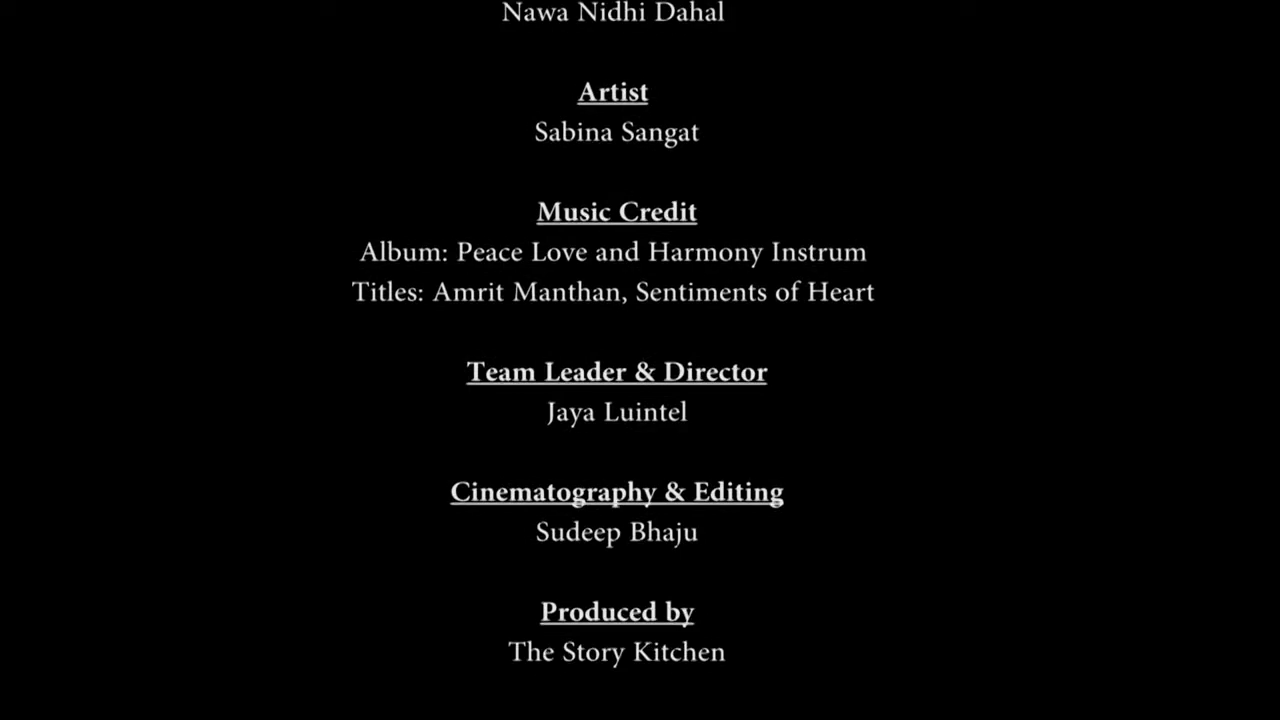 Nawa Nidhi Dahal
Artist
Sabina Sangat
Music Credit
Album: Peace Love and Harmony Instrum
Titles: Amrit Manthan, Sentiments of Heart
Team Leader & Director
Jaya Luintel
Cinematography & Editing
Sudeep Bhaju
Produced by
The Story Kitchen